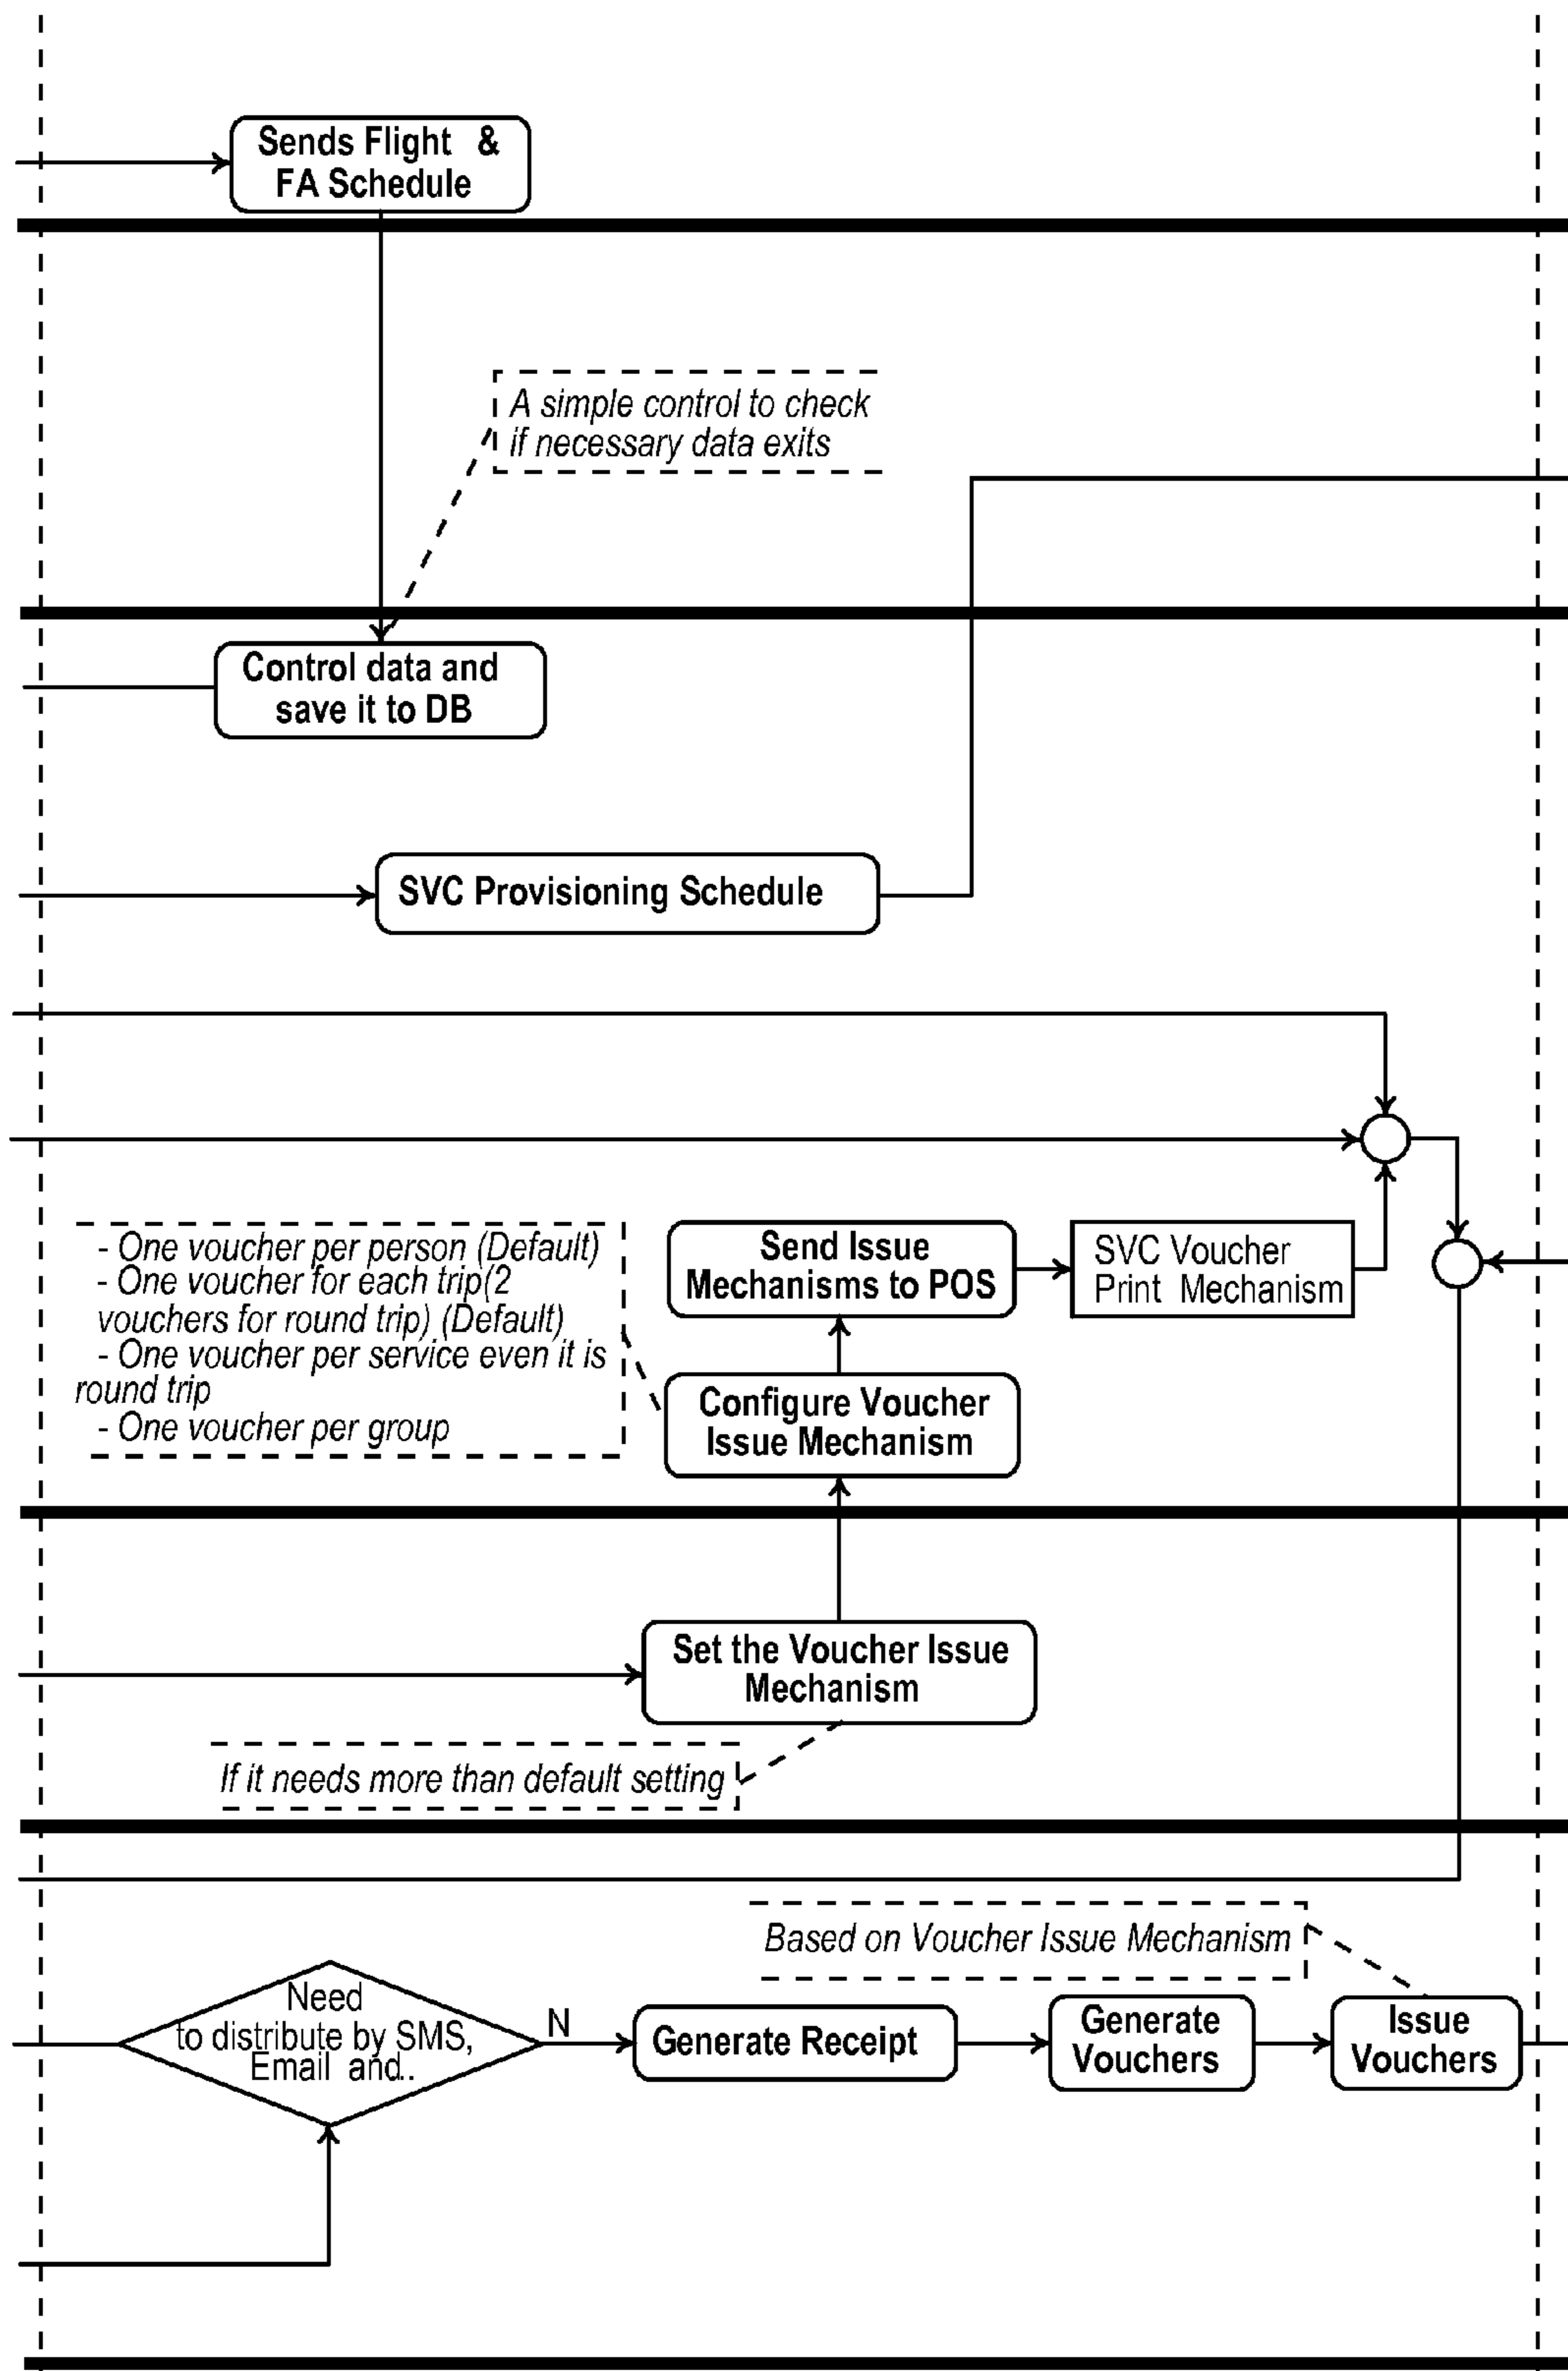 Sends Flight &
FA Schedule
A simple control to check
if necessary data exits
Control data and
save it to DB
SVC Provisioning Schedule
- One voucher per person (Default)
- One voucher for each trip(2
vouchers for round trip) (Default)
- One voucher per service even it is
round trip
- One voucher per group
Send Issue
Mechanisms to POS
SVC Voucher
Print Mechanism
Configure Voucher
Issue Mechanism
Set the Voucher Issue
Mechanism
If it needs more than default setting
Based on Voucher Issue Mechanism
Need
to distribute by SMS,
Email and..
N
Generate Receipt
Generate
Vouchers
Issue
Vouchers